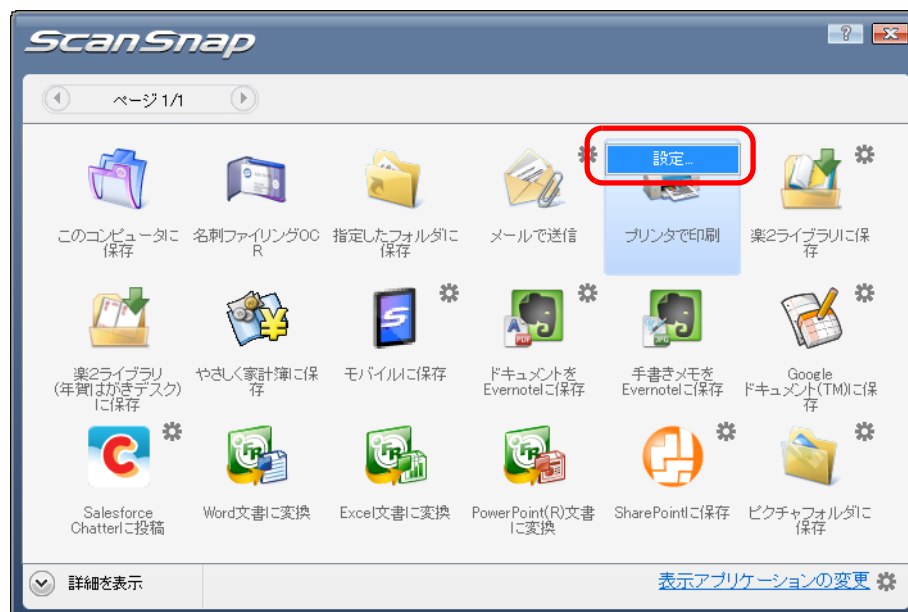 ScanSnap
ページ 1/1
設定...
このコンピュータに
保存
名刺ファイリングOC
R
指定したフォルダに
保存
メールで送信
プリンタで印刷
楽2ライブラリに保
存
楽2ライブラリ
(年賀はがきデスク)
に保存
やさしく家計簿に保
存
モバイルに保存
ドキュメントを
Evernoteに保存
手書きメモを
Evernoteに保存
Google
ドキュメント(TM)に保
存
Salesforce
Chatterに投稿
Word文書に変換
Excel文書に変換
PowerPoint(R)文書
に変換
SharePointに保存
ピクチャフォルダに
保存
詳細を表示
表示アプリケーションの変更